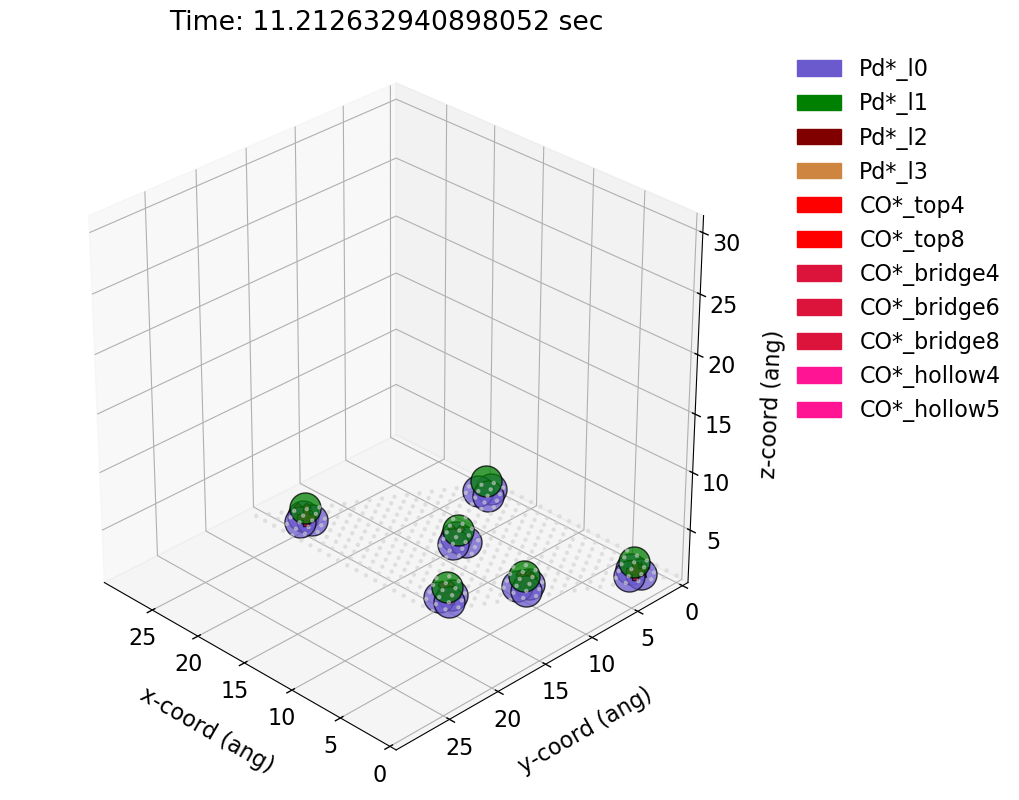 Time: 11.212632940898052 sec
Pd*_l0
Pd*_l1
Pd*_l2
Pd*_l3
CO*_top4
CO*_top8
CO*_bridge4
CO*_bridge6
CO*_bridge8
CO*_hollow4
CO*_hollow5
30
25
20
15
10
5
z-coord (ang)
25
20
15
10
5
0
x-coord (ang)
0
5
10
15
20
25
y-coord (ang)